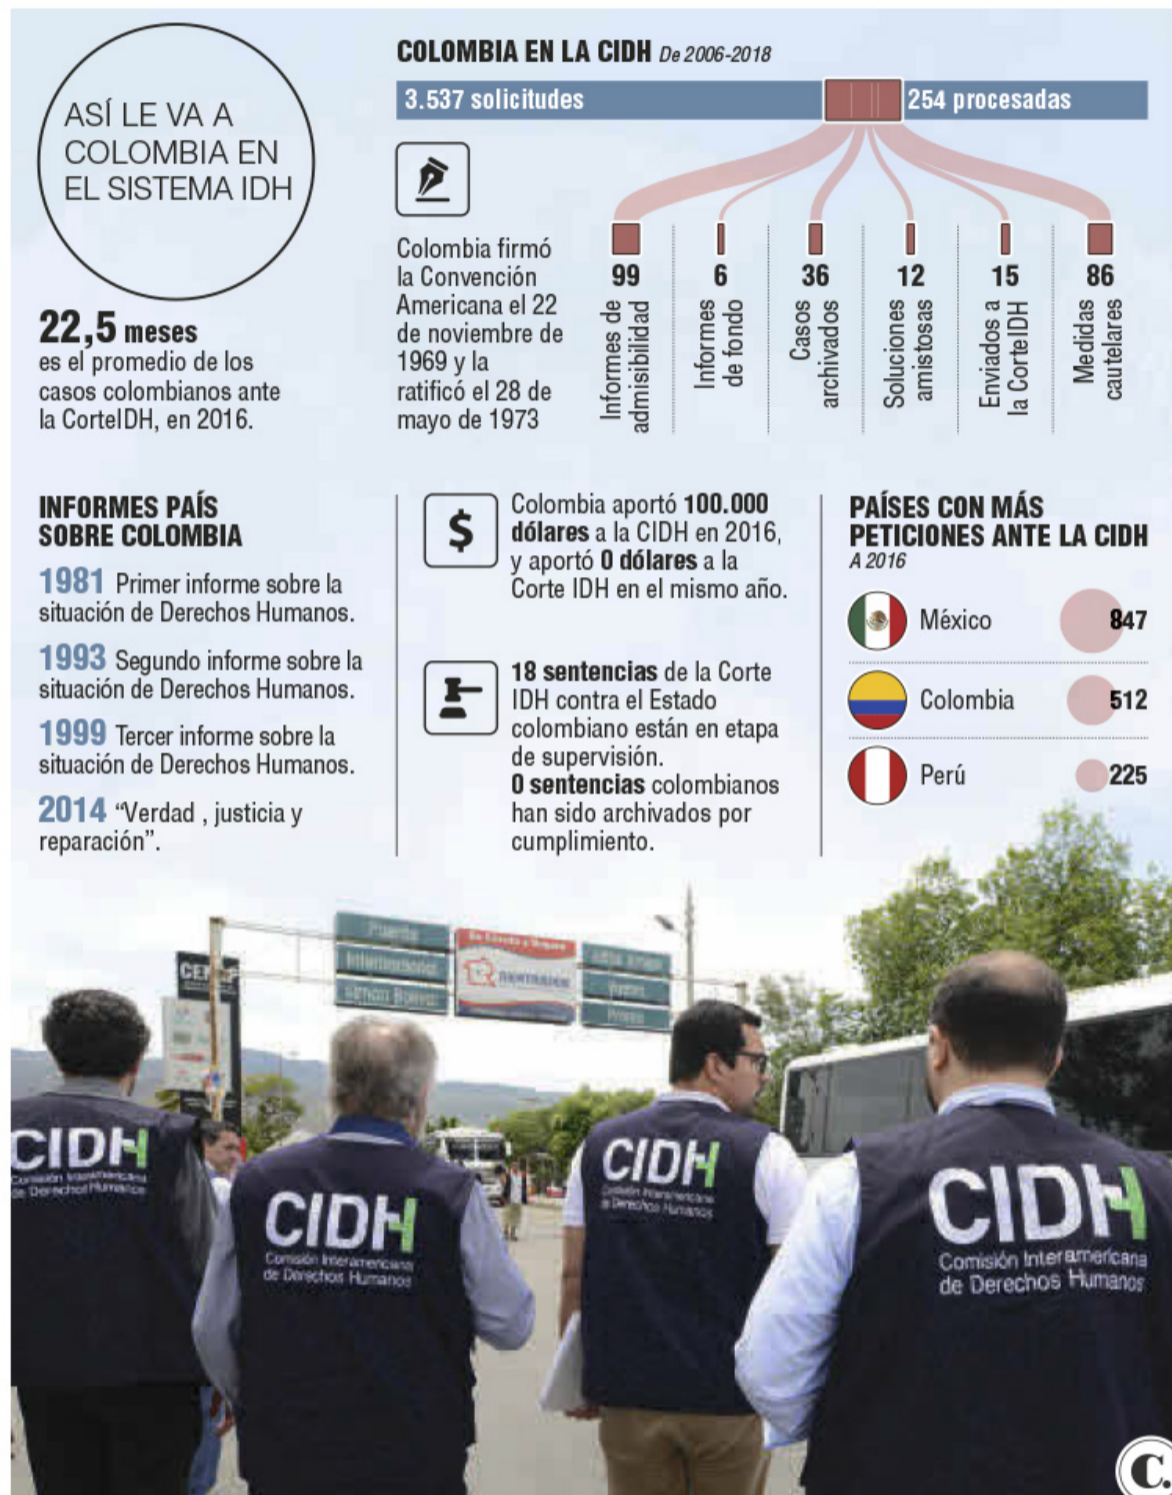 ASÍ LE VA A
COLOMBIA EN
EL SISTEMA IDH
22,5 meses
es el promedio de los
casos colombianos ante
la CorteIDH, en 2016.
COLOMBIA EN LA CIDH De 2006-2018
3.537 solicitudes
254 procesadas
Colombia firmó
la Convención
Americana el 22
de noviembre de
1969 y la
ratificó el 28 de
mayo de 1973
99
Informes de
admisibilidad
6
Informes
de fondo
36
Casos
archivados
12
Soluciones
amistosas
15
Enviados a
la CorteIDH
86
Medidas
cautelares
INFORMES PAÍS
SOBRE COLOMBIA
1981 Primer informe sobre la
situación de Derechos Humanos.
1993 Segundo informe sobre la
situación de Derechos Humanos.
1999 Tercer informe sobre la
situación de Derechos Humanos.
2014 “Verdad , justicia y
reparación”.
$
Colombia aportó 100.000
dólares a la CIDH en 2016,
y aportó 0 dólares a la
Corte IDH en el mismo año.
18 sentencias de la Corte
IDH contra el Estado
colombiano están en etapa
de supervisión.
0 sentencias colombianos
han sido archivados por
cumplimiento.
PAÍSES CON MÁS
PETICIONES ANTE LA CIDH
A 2016
México 847
Colombia 512
Perú 225
CIDH
Comisión Interamericana
de Derechos Humanos
CIDH
Comisión Interamericana
de Derechos Humanos
CIDH
Comisión Interamericana
de Derechos Humanos
CIDH
Comisión Interamericana
de Derechos Humanos
C.